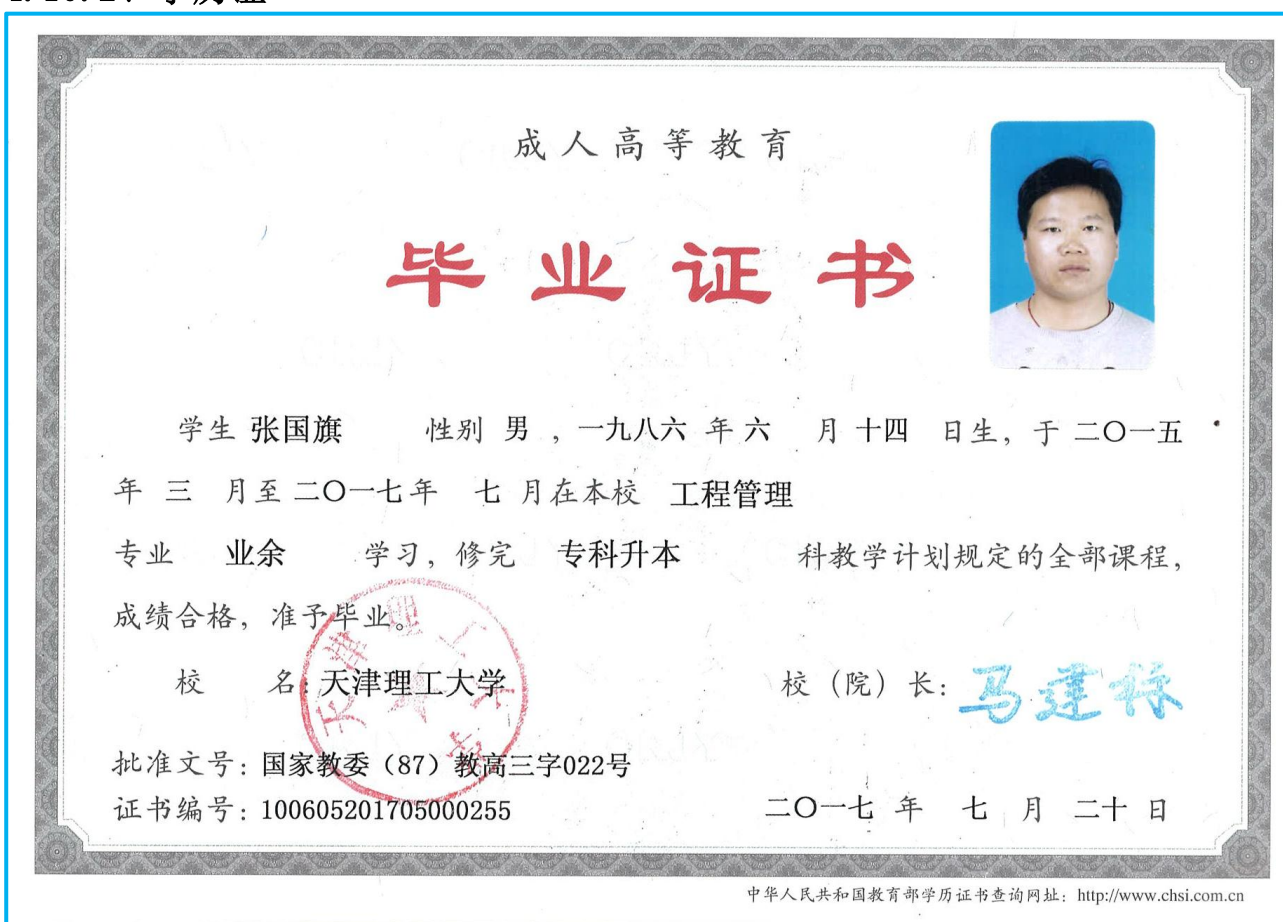 成人高等教育
毕业证书
学生 张国旗 性别 男 ，一九八六 年 六 月 十四 日生，于 二〇一五
年 三 月至 二〇一七年 七 月在本校 工程管理
专业 业余 学习，修完 专科升本 科教学计划规定的全部课程，
成绩合格，准予毕业。
校 名：天津理工大学
校（院）长：马建标
天津理工大学
批准文号：国家教委（87）教高三字022号
证书编号：100605201705000255
二〇一七 年 七 月 二十 日
中华人民共和国教育部学历证书查询网址：http://www.chsi.com.cn